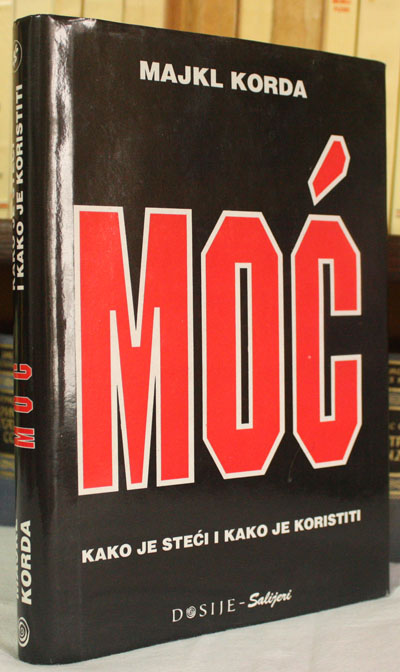 MAJKL KORDA
MOĆ
KAKO JE STEĆI I KAKO JE KORISTITI
DOSIJE - Salijeri
I KAKO JE KORISTITI
MOĆ
KORDA